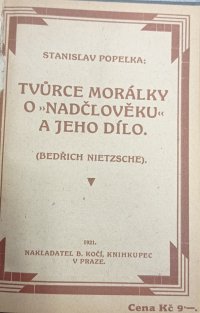 STANISLAV POPELKA:
TVŮRCE MORÁLKY
O »NADČLOVĚKU«
A JEHO DÍLO.
(BEDŘICH NIETZSCHE).
1921.
NAKLADATEL B. KOČÍ, KNIHKUPEC
V PRAZE.
Cena Kč 9·—.